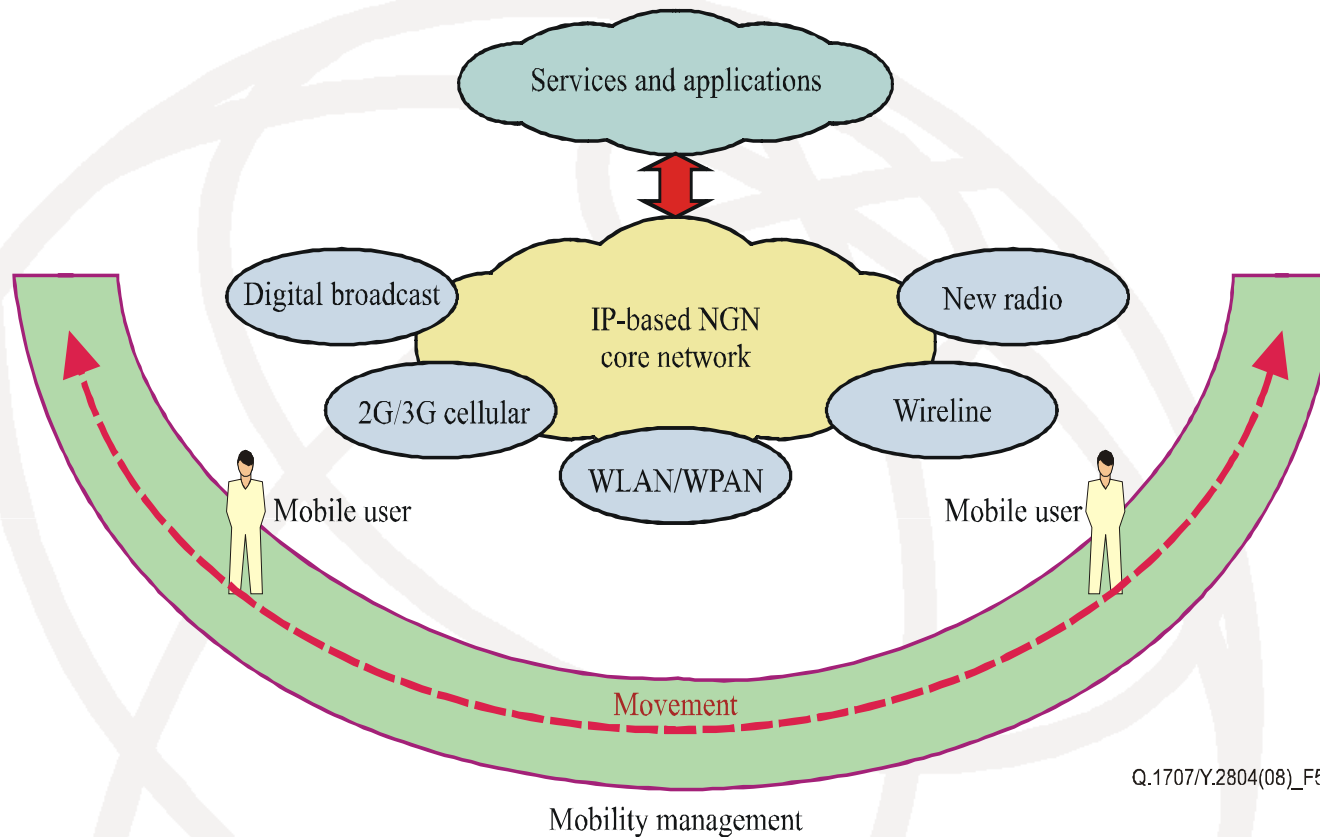 Services and applications
Digital broadcast
IP-based NGN
core network
New radio
2G/3G cellular
Wireline
WLAN/WPAN
Mobile user
Mobile user
Movement
Q.1707/Y.2804(08)_F5
Mobility management